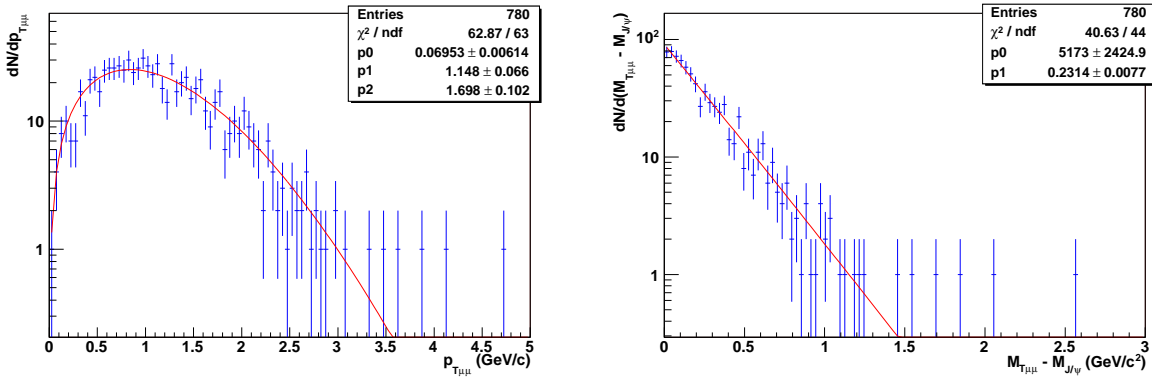 Entries 780
χ² / ndf 62.87 / 63
p0 0.06953 ± 0.00614
p1 1.148 ± 0.066
p2 1.698 ± 0.102
dN/dp_Tμμ
10
1
0 0.5 1 1.5 2 2.5 3 3.5 4 4.5 5
p_Tμμ (GeV/c)
Entries 780
χ² / ndf 40.63 / 44
p0 5173 ± 2424.9
p1 0.2314 ± 0.0077
dN/d(M_Tμμ - M_J/ψ)
10²
10
1
0 0.5 1 1.5 2 2.5 3
M_Tμμ - M_J/ψ (GeV/c²)